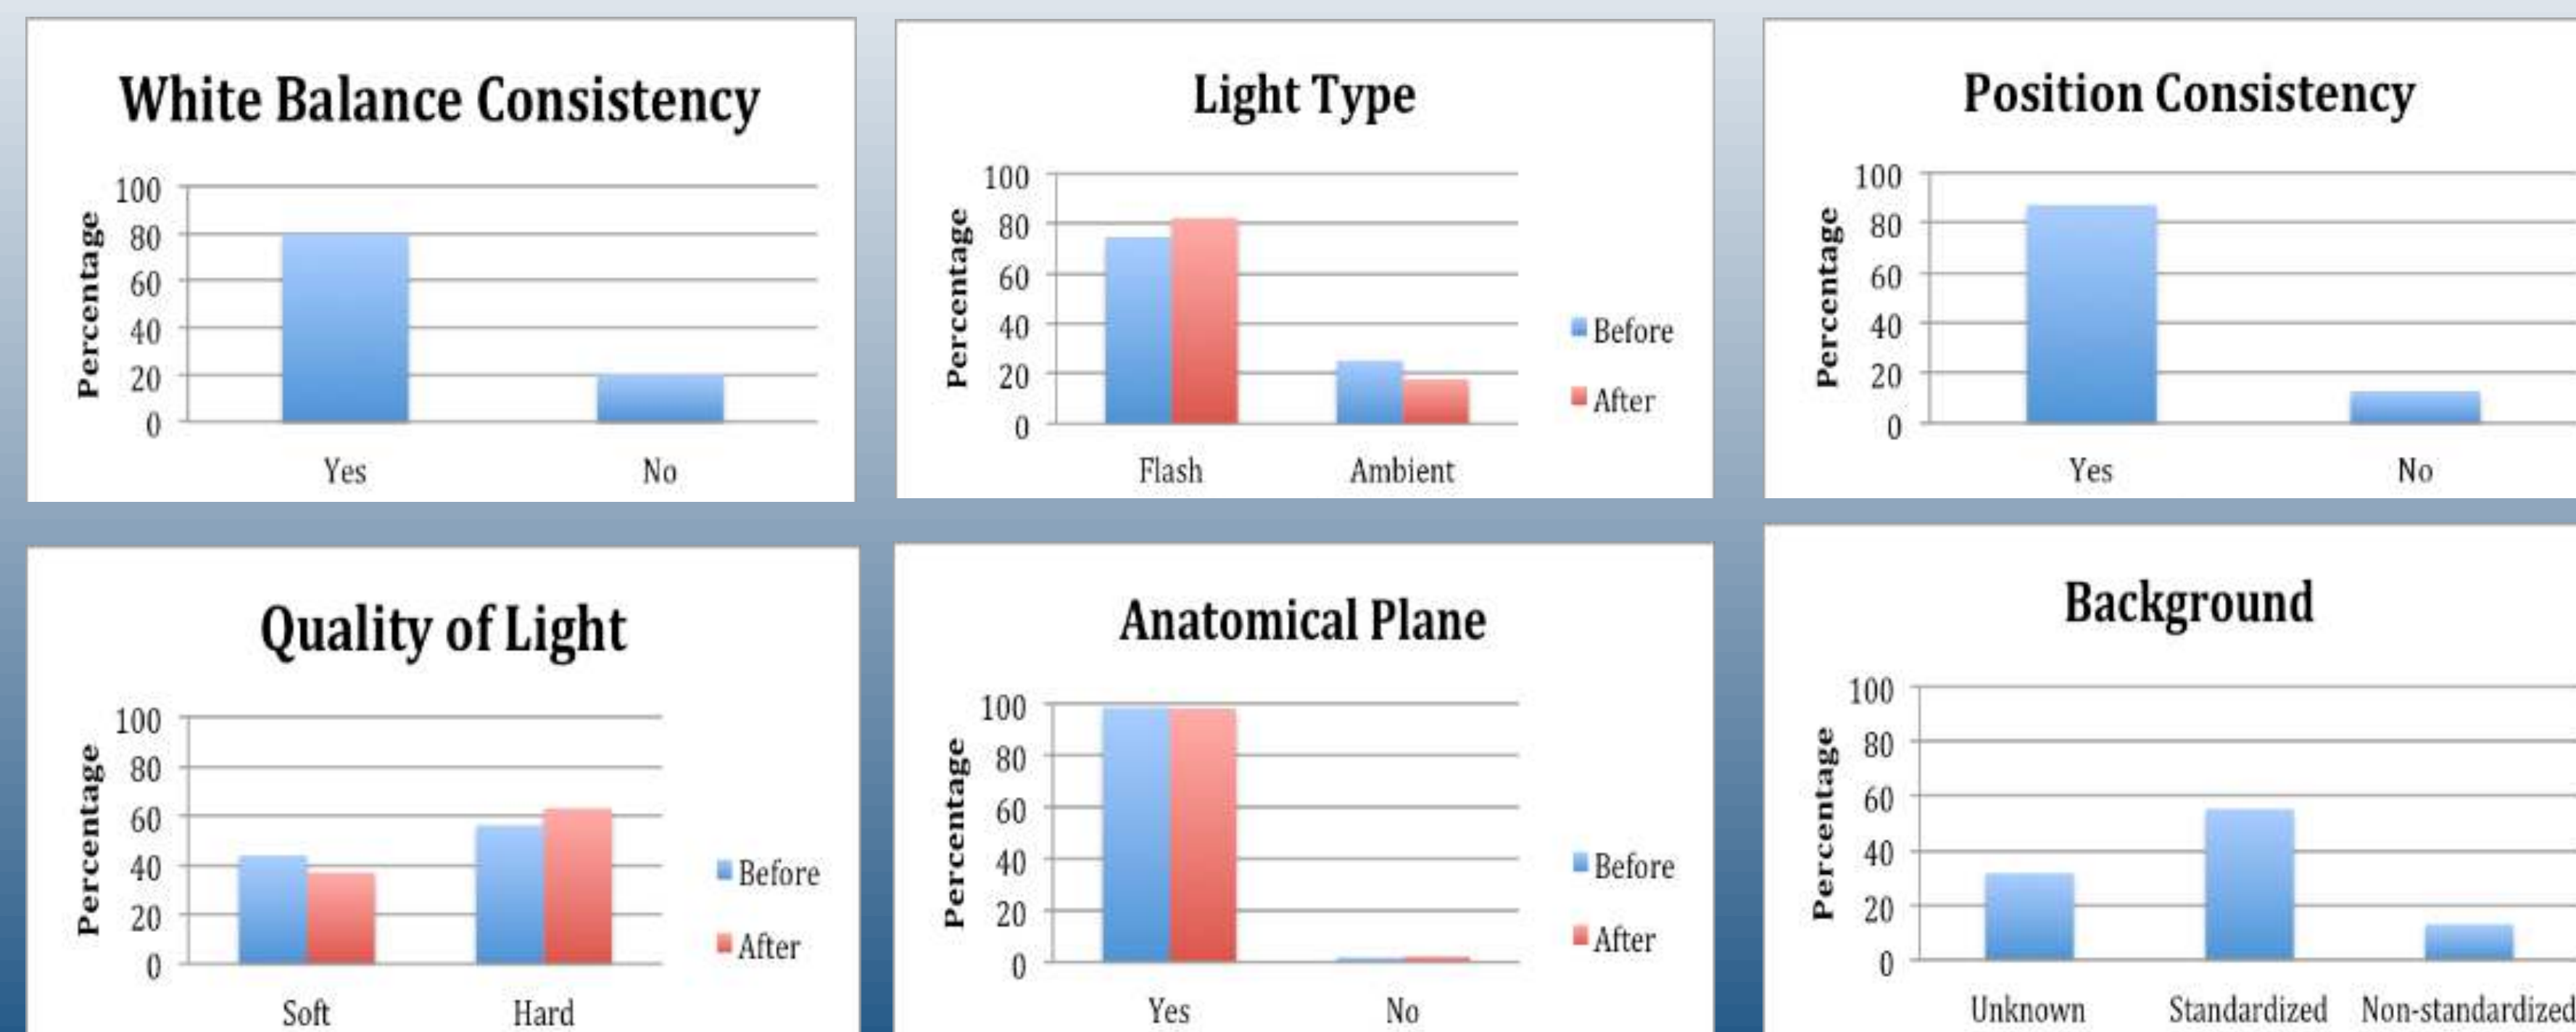 White Balance Consistency
Percentage
100
80
60
40
20
0
Yes No
Light Type
Percentage
100
80
60
40
20
0
Flash Ambient
Before
After
Position Consistency
Percentage
100
80
60
40
20
0
Yes No
Quality of Light
Percentage
100
80
60
40
20
0
Soft Hard
Before
After
Anatomical Plane
Percentage
100
80
60
40
20
0
Yes No
Before
After
Background
Percentage
100
80
60
40
20
0
Unknown Standardized Non-standardized